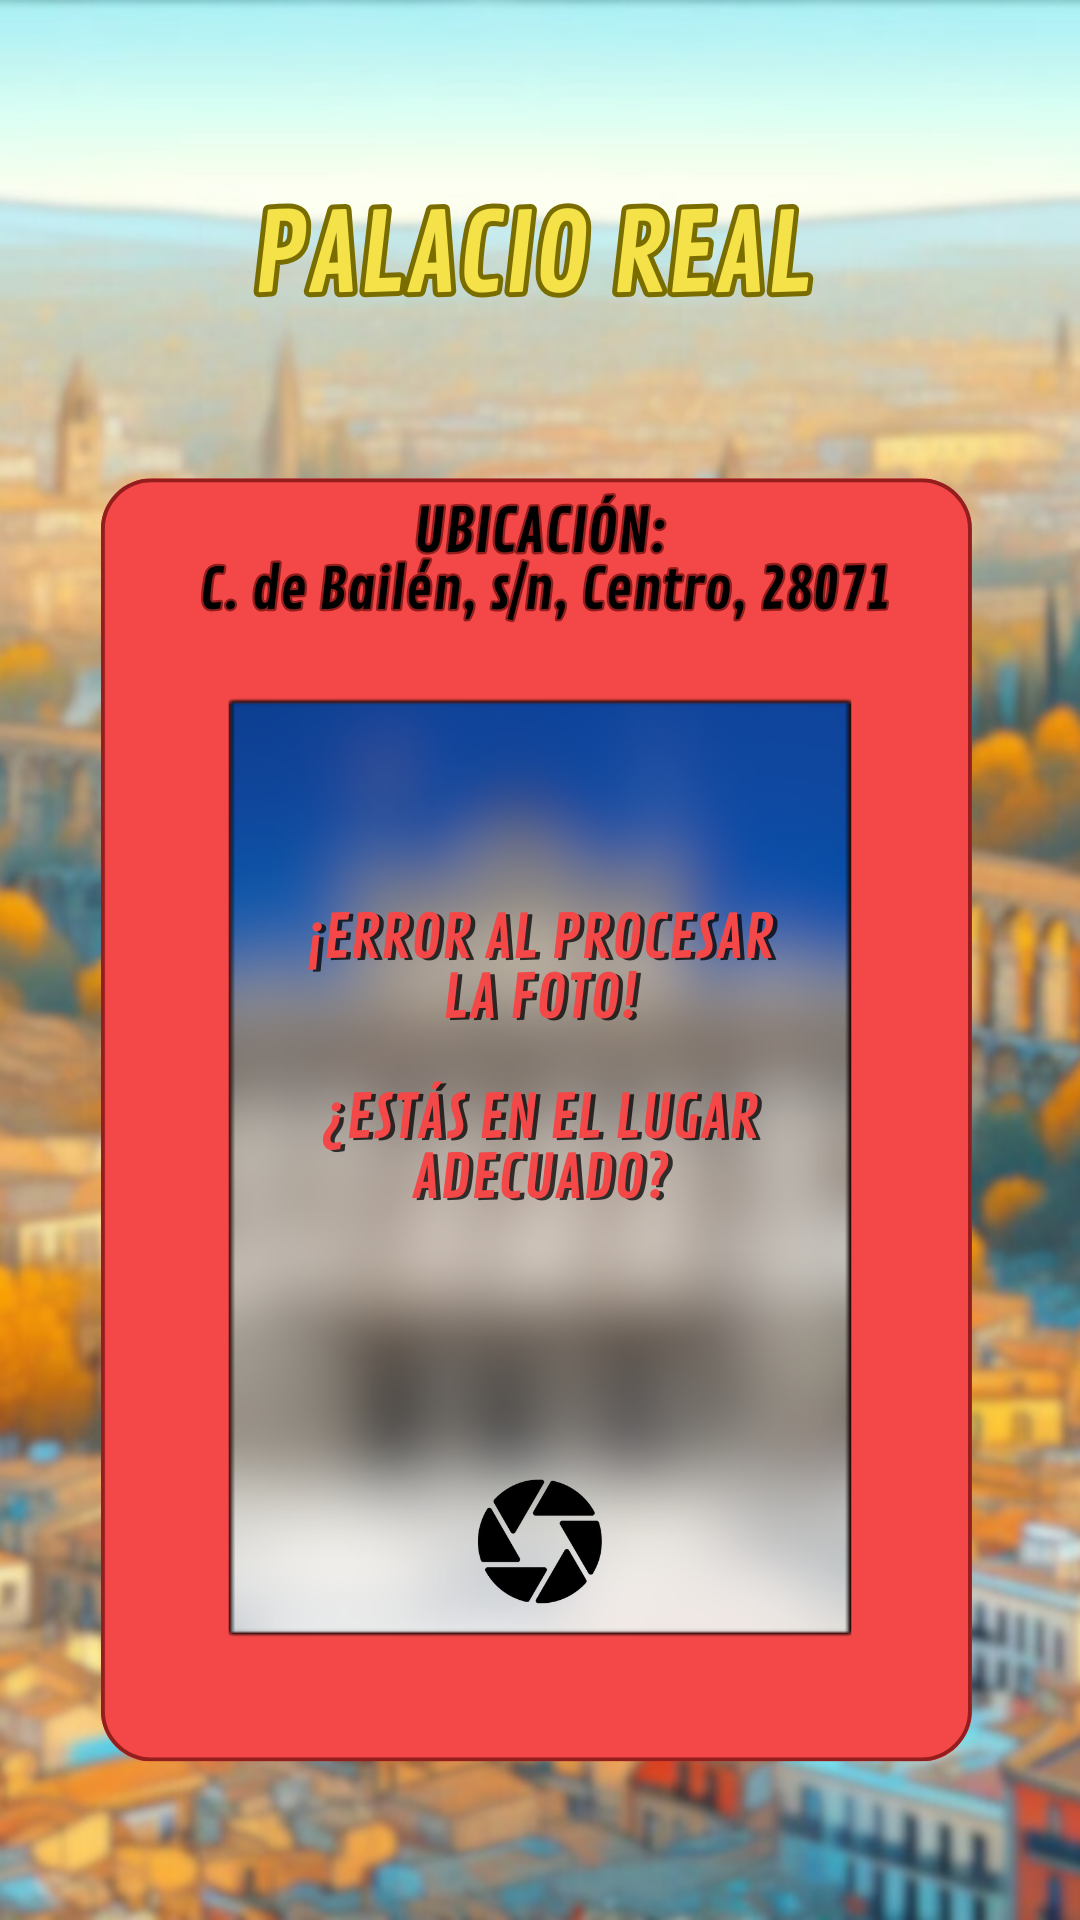 PALACIO REAL
UBICACIÓN:
C. de Bailén, s/n, Centro, 28071
¡ERROR AL PROCESAR
LA FOTO!
¿ESTÁS EN EL LUGAR
ADECUADO?